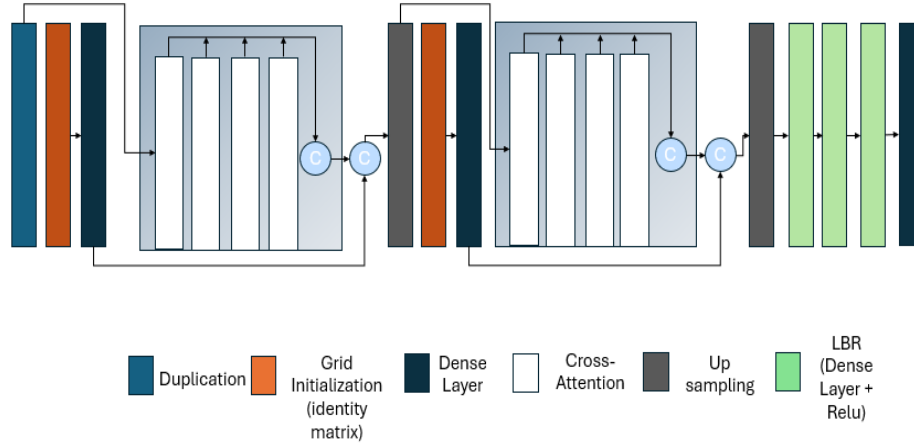 C
C
C
C
Duplication
Grid
Initialization
(identity
matrix)
Dense
Layer
Cross-
Attention
Up
sampling
LBR
(Dense
Layer +
Relu)